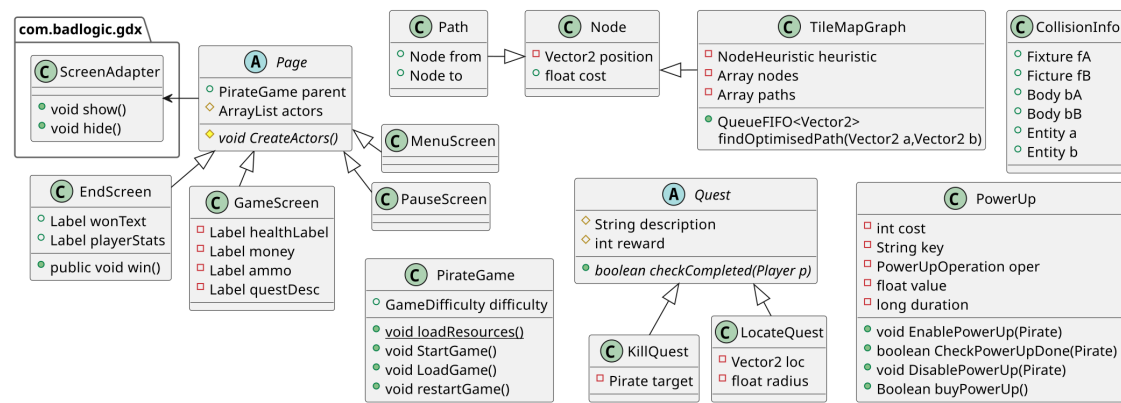 com.badlogic.gdx
C ScreenAdapter
void show()
void hide()
A Page
PirateGame parent
ArrayList actors
void CreateActors()
C MenuScreen
C PauseScreen
C EndScreen
Label wonText
Label playerStats
public void win()
C GameScreen
Label healthLabel
Label money
Label ammo
Label questDesc
C Path
Node from
Node to
C Node
Vector2 position
float cost
C TileMapGraph
NodeHeuristic heuristic
Array nodes
Array paths
QueueFIFO<Vector2>
findOptimisedPath(Vector2 a,Vector2 b)
C CollisionInfo
Fixture fA
Ficture fB
Body bA
Body bB
Entity a
Entity b
C PirateGame
GameDifficulty difficulty
void loadResources()
void StartGame()
void LoadGame()
void restartGame()
A Quest
String description
int reward
boolean checkCompleted(Player p)
C KillQuest
Pirate target
C LocateQuest
Vector2 loc
float radius
C PowerUp
int cost
String key
PowerUpOperation oper
float value
long duration
void EnablePowerUp(Pirate)
boolean CheckPowerUpDone(Pirate)
void DisablePowerUp(Pirate)
Boolean buyPowerUp()